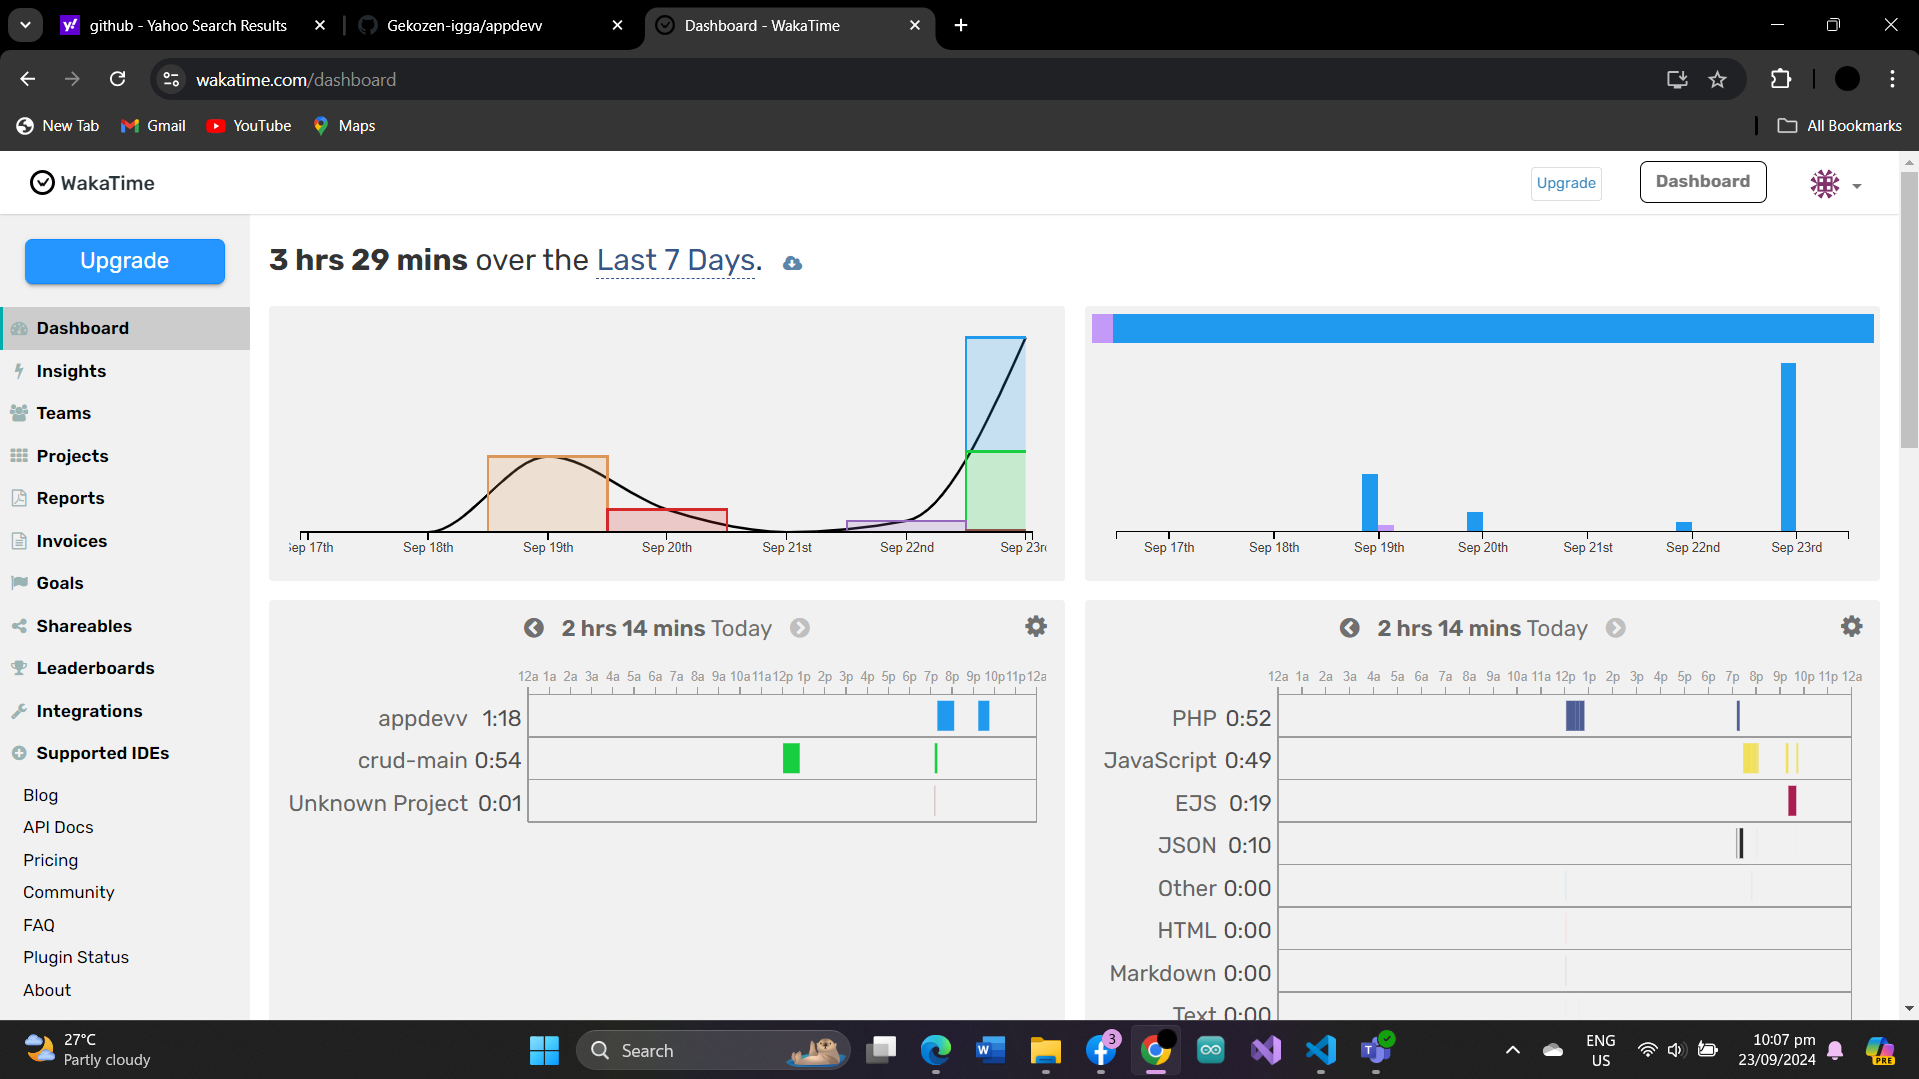 github - Yahoo Search Results
Gekozen-igga/appdevv
Dashboard - WakaTime
wakatime.com/dashboard
New Tab
Gmail
YouTube
Maps
All Bookmarks
WakaTime
Upgrade
Dashboard
Upgrade
Dashboard
Insights
Teams
Projects
Reports
Invoices
Goals
Shareables
Leaderboards
Integrations
Supported IDEs
Blog
API Docs
Pricing
Community
FAQ
Plugin Status
About
3 hrs 29 mins over the Last 7 Days.
Sep 17th Sep 18th Sep 19th Sep 20th Sep 21st Sep 22nd Sep 23r
Sep 17th Sep 18th Sep 19th Sep 20th Sep 21st Sep 22nd Sep 23rd
2 hrs 14 mins Today
12a 1a 2a 3a 4a 5a 6a 7a 8a 9a 10a 11a 12p 1p 2p 3p 4p 5p 6p 7p 8p 9p 10p 11p 12a
appdevv 1:18
crud-main 0:54
Unknown Project 0:01
2 hrs 14 mins Today
12a 1a 2a 3a 4a 5a 6a 7a 8a 9a 10a 11a 12p 1p 2p 3p 4p 5p 6p 7p 8p 9p 10p 11p 12a
PHP 0:52
JavaScript 0:49
EJS 0:19
JSON 0:10
Other 0:00
HTML 0:00
Markdown 0:00
Text 0:00
27°C
Partly cloudy
Search
3
ENG
US
10:07 pm
23/09/2024
PRE